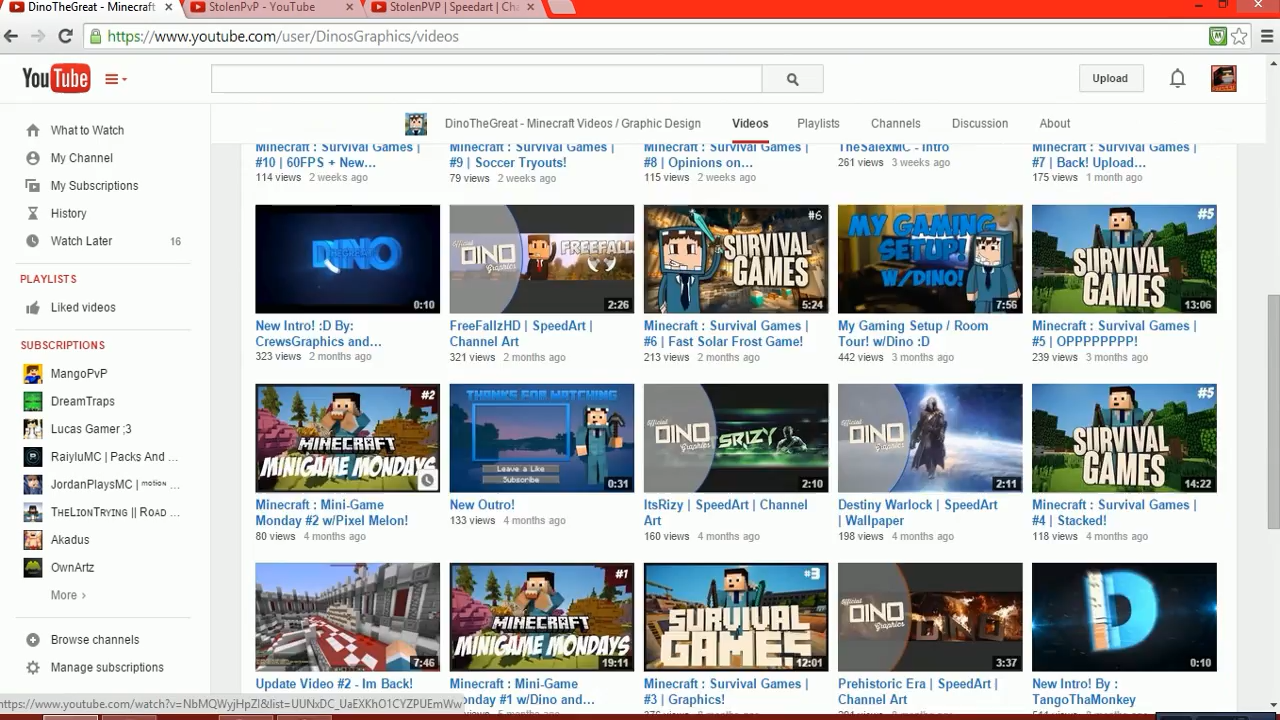 DinoTheGreat - Minecraft
StolenPvP - YouTube
StolenPVP | Speedart | Cha
https://www.youtube.com/user/DinosGraphics/videos
YouTube
Upload
DinoTheGreat - Minecraft Videos / Graphic Design
Videos
Playlists
Channels
Discussion
About
What to Watch
My Channel
My Subscriptions
History
Watch Later
16
PLAYLISTS
Liked videos
SUBSCRIPTIONS
MangoPvP
DreamTraps
Lucas Gamer ;3
RaiyluMC | Packs And ...
JordanPlaysMC | ᴍᴏᴛɪᴏɴ ...
TʜᴇLɪᴏɴTʀʏɪɴɢ || Rᴏᴀᴅ ...
Akadus
OwnArtz
More ›
Browse channels
Manage subscriptions
Minecraft : Survival Games |
#10 | 60FPS + New...
114 views 2 weeks ago
Minecraft : Survival Games |
#9 | Soccer Tryouts!
79 views 2 weeks ago
Minecraft : Survival Games |
#8 | Opinions on...
115 views 2 weeks ago
TheSalexMC - Intro
261 views 3 weeks ago
Minecraft : Survival Games |
#7 | Back! Upload...
175 views 1 month ago
DINO
0:10
New Intro! :D By:
CrewsGraphics and...
323 views 2 months ago
Official
DINO
Graphics
FREEFALL
2:26
FreeFallzHD | SpeedArt |
Channel Art
321 views 2 months ago
#6
SURVIVAL
GAMES
5:24
Minecraft : Survival Games |
#6 | Fast Solar Frost Game!
213 views 2 months ago
MY GAMING
SETUP!
W/DINO!
7:56
My Gaming Setup / Room
Tour! w/Dino :D
442 views 3 months ago
#5
SURVIVAL
GAMES
13:06
Minecraft : Survival Games |
#5 | OPPPPPPPP!
239 views 3 months ago
#2
MINECRAFT
MINIGAME MONDAYS
Minecraft : Mini-Game
Monday #2 w/Pixel Melon!
80 views 4 months ago
THANKS FOR WATCHING
Leave a Like
Subscribe
0:31
New Outro!
133 views 4 months ago
Official
DINO
Graphics
SRIZY
2:10
ItsRizy | SpeedArt | Channel
Art
160 views 4 months ago
Official
DINO
Graphics
2:11
Destiny Warlock | SpeedArt
| Wallpaper
198 views 4 months ago
#5
SURVIVAL
GAMES
14:22
Minecraft : Survival Games |
#4 | Stacked!
118 views 4 months ago
7:46
Update Video #2 - Im Back!
#1
MINECRAFT
MINIGAME MONDAYS
19:11
Minecraft : Mini-Game
Monday #1 w/Dino and...
#3
SURVIVAL
GAMES
12:01
Minecraft : Survival Games |
#3 | Graphics!
Official
DINO
Graphics
DINO
3:37
Prehistoric Era | SpeedArt |
Channel Art
D
0:10
New Intro! By :
TangoThaMonkey
https://www.youtube.com/watch?v=NbMQWyjHpZI&list=UUNxDC_UaEXKhO1CYZPUEmWw